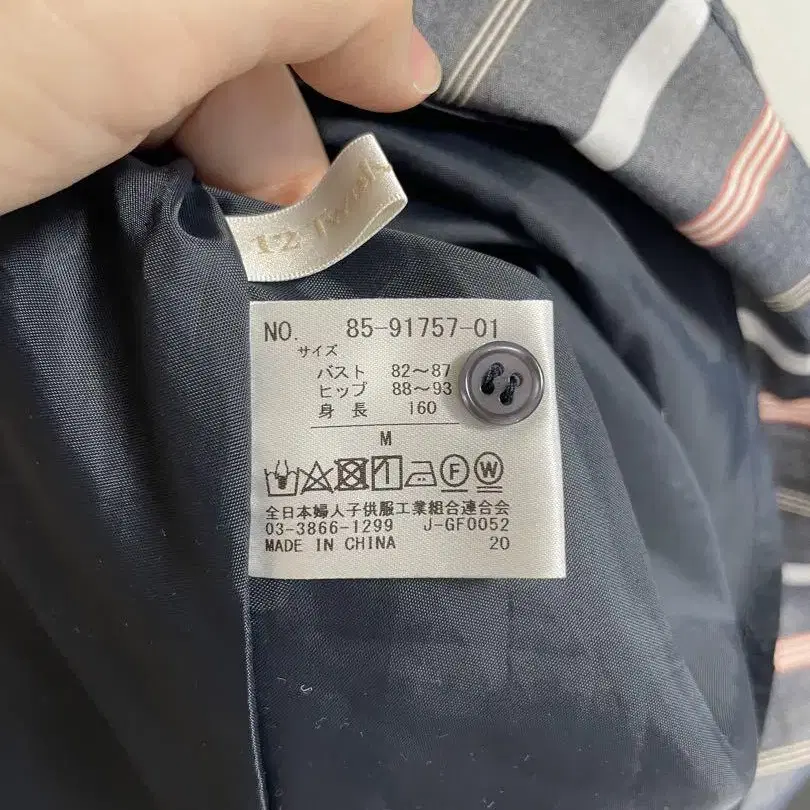 12
NO. 85-91757-01
サイズ
バスト 82～87
ヒップ 88～93
身長 160
M
F W
全日本婦人子供服工業組合連合会
03-3866-1299 J-GF0052
MADE IN CHINA 20